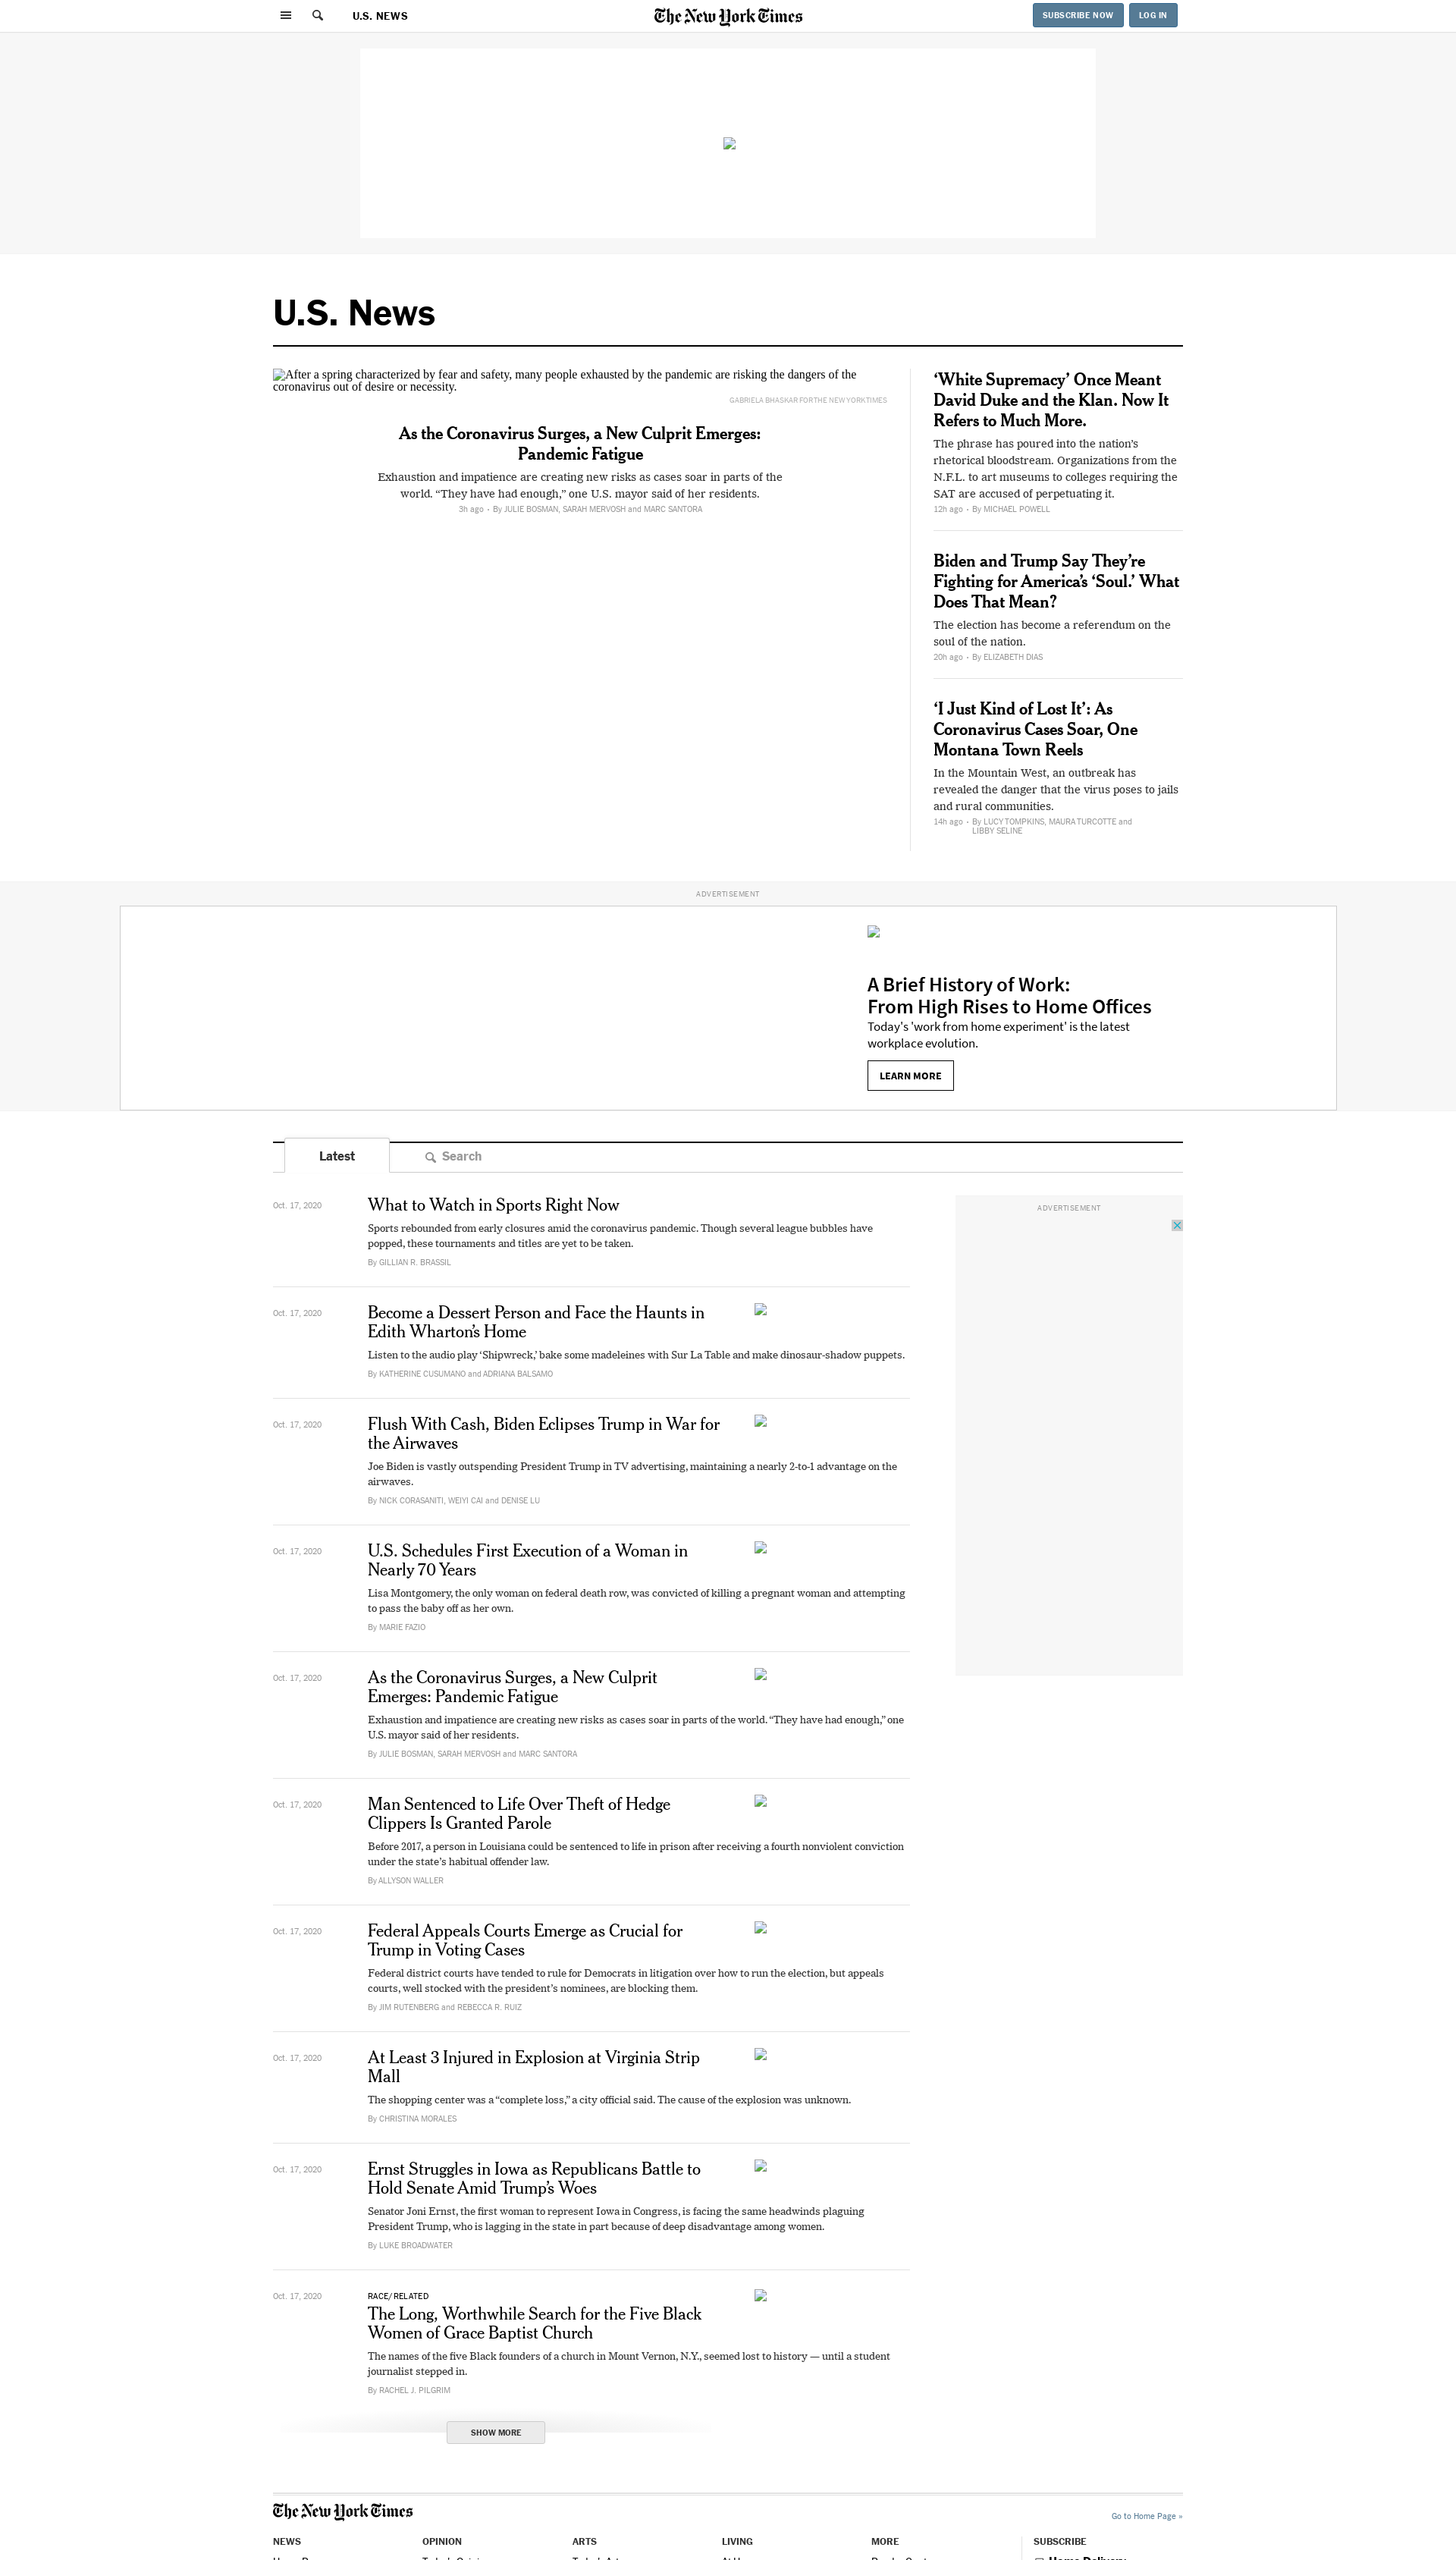 U.S. NEWS
The New York Times
SUBSCRIBE NOW
LOG IN
U.S. News
After a spring characterized by fear and safety, many people exhausted by the pandemic are risking the dangers of the
coronavirus out of desire or necessity.
GABRIELA BHASKAR FOR THE NEW YORK TIMES
As the Coronavirus Surges, a New Culprit Emerges:
Pandemic Fatigue
Exhaustion and impatience are creating new risks as cases soar in parts of the
world. “They have had enough,” one U.S. mayor said of her residents.
3h ago • By JULIE BOSMAN, SARAH MERVOSH and MARC SANTORA
‘White Supremacy’ Once Meant
David Duke and the Klan. Now It
Refers to Much More.
The phrase has poured into the nation’s
rhetorical bloodstream. Organizations from the
N.F.L. to art museums to colleges requiring the
SAT are accused of perpetuating it.
12h ago • By MICHAEL POWELL
Biden and Trump Say They’re
Fighting for America’s ‘Soul.’ What
Does That Mean?
The election has become a referendum on the
soul of the nation.
20h ago • By ELIZABETH DIAS
‘I Just Kind of Lost It’: As
Coronavirus Cases Soar, One
Montana Town Reels
In the Mountain West, an outbreak has
revealed the danger that the virus poses to jails
and rural communities.
14h ago • By LUCY TOMPKINS, MAURA TURCOTTE and
LIBBY SELINE
ADVERTISEMENT
A Brief History of Work:
From High Rises to Home Offices
Today's 'work from home experiment' is the latest
workplace evolution.
LEARN MORE
Latest
Search
ADVERTISEMENT
Oct. 17, 2020
What to Watch in Sports Right Now
Sports rebounded from early closures amid the coronavirus pandemic. Though several league bubbles have
popped, these tournaments and titles are yet to be taken.
By GILLIAN R. BRASSIL
Oct. 17, 2020
Become a Dessert Person and Face the Haunts in
Edith Wharton’s Home
Listen to the audio play ‘Shipwreck,’ bake some madeleines with Sur La Table and make dinosaur-shadow puppets.
By KATHERINE CUSUMANO and ADRIANA BALSAMO
Oct. 17, 2020
Flush With Cash, Biden Eclipses Trump in War for
the Airwaves
Joe Biden is vastly outspending President Trump in TV advertising, maintaining a nearly 2-to-1 advantage on the
airwaves.
By NICK CORASANITI, WEIYI CAI and DENISE LU
Oct. 17, 2020
U.S. Schedules First Execution of a Woman in
Nearly 70 Years
Lisa Montgomery, the only woman on federal death row, was convicted of killing a pregnant woman and attempting
to pass the baby off as her own.
By MARIE FAZIO
Oct. 17, 2020
As the Coronavirus Surges, a New Culprit
Emerges: Pandemic Fatigue
Exhaustion and impatience are creating new risks as cases soar in parts of the world. “They have had enough,” one
U.S. mayor said of her residents.
By JULIE BOSMAN, SARAH MERVOSH and MARC SANTORA
Oct. 17, 2020
Man Sentenced to Life Over Theft of Hedge
Clippers Is Granted Parole
Before 2017, a person in Louisiana could be sentenced to life in prison after receiving a fourth nonviolent conviction
under the state’s habitual offender law.
By ALLYSON WALLER
Oct. 17, 2020
Federal Appeals Courts Emerge as Crucial for
Trump in Voting Cases
Federal district courts have tended to rule for Democrats in litigation over how to run the election, but appeals
courts, well stocked with the president’s nominees, are blocking them.
By JIM RUTENBERG and REBECCA R. RUIZ
Oct. 17, 2020
At Least 3 Injured in Explosion at Virginia Strip
Mall
The shopping center was a “complete loss,” a city official said. The cause of the explosion was unknown.
By CHRISTINA MORALES
Oct. 17, 2020
Ernst Struggles in Iowa as Republicans Battle to
Hold Senate Amid Trump’s Woes
Senator Joni Ernst, the first woman to represent Iowa in Congress, is facing the same headwinds plaguing
President Trump, who is lagging in the state in part because of deep disadvantage among women.
By LUKE BROADWATER
Oct. 17, 2020
RACE/RELATED
The Long, Worthwhile Search for the Five Black
Women of Grace Baptist Church
The names of the five Black founders of a church in Mount Vernon, N.Y., seemed lost to history — until a student
journalist stepped in.
By RACHEL J. PILGRIM
SHOW MORE
The New York Times
Go to Home Page »
NEWS
OPINION
ARTS
LIVING
MORE
SUBSCRIBE